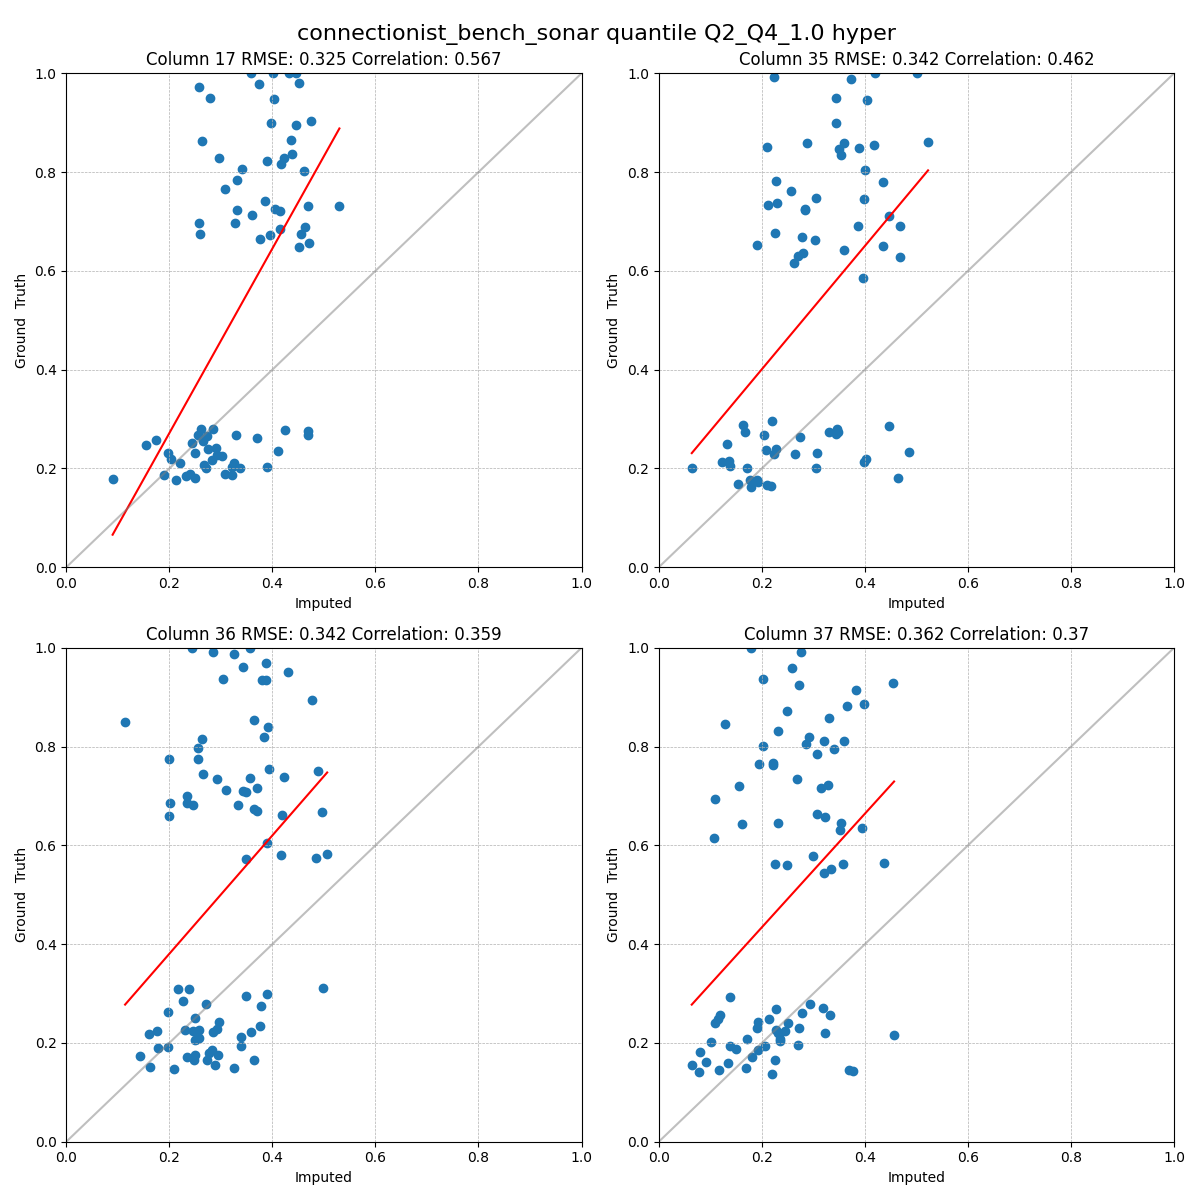 connectionist_bench_sonar quantile Q2_Q4_1.0 hyper
Column 17 RMSE: 0.325 Correlation: 0.567
1.0
0.8
0.6
0.4
0.2
0.0
Ground Truth
0.0 0.2 0.4 0.6 0.8 1.0
Imputed
Column 35 RMSE: 0.342 Correlation: 0.462
1.0
0.8
0.6
0.4
0.2
0.0
Ground Truth
0.0 0.2 0.4 0.6 0.8 1.0
Imputed
Column 36 RMSE: 0.342 Correlation: 0.359
1.0
0.8
0.6
0.4
0.2
0.0
Ground Truth
0.0 0.2 0.4 0.6 0.8 1.0
Imputed
Column 37 RMSE: 0.362 Correlation: 0.37
1.0
0.8
0.6
0.4
0.2
0.0
Ground Truth
0.0 0.2 0.4 0.6 0.8 1.0
Imputed